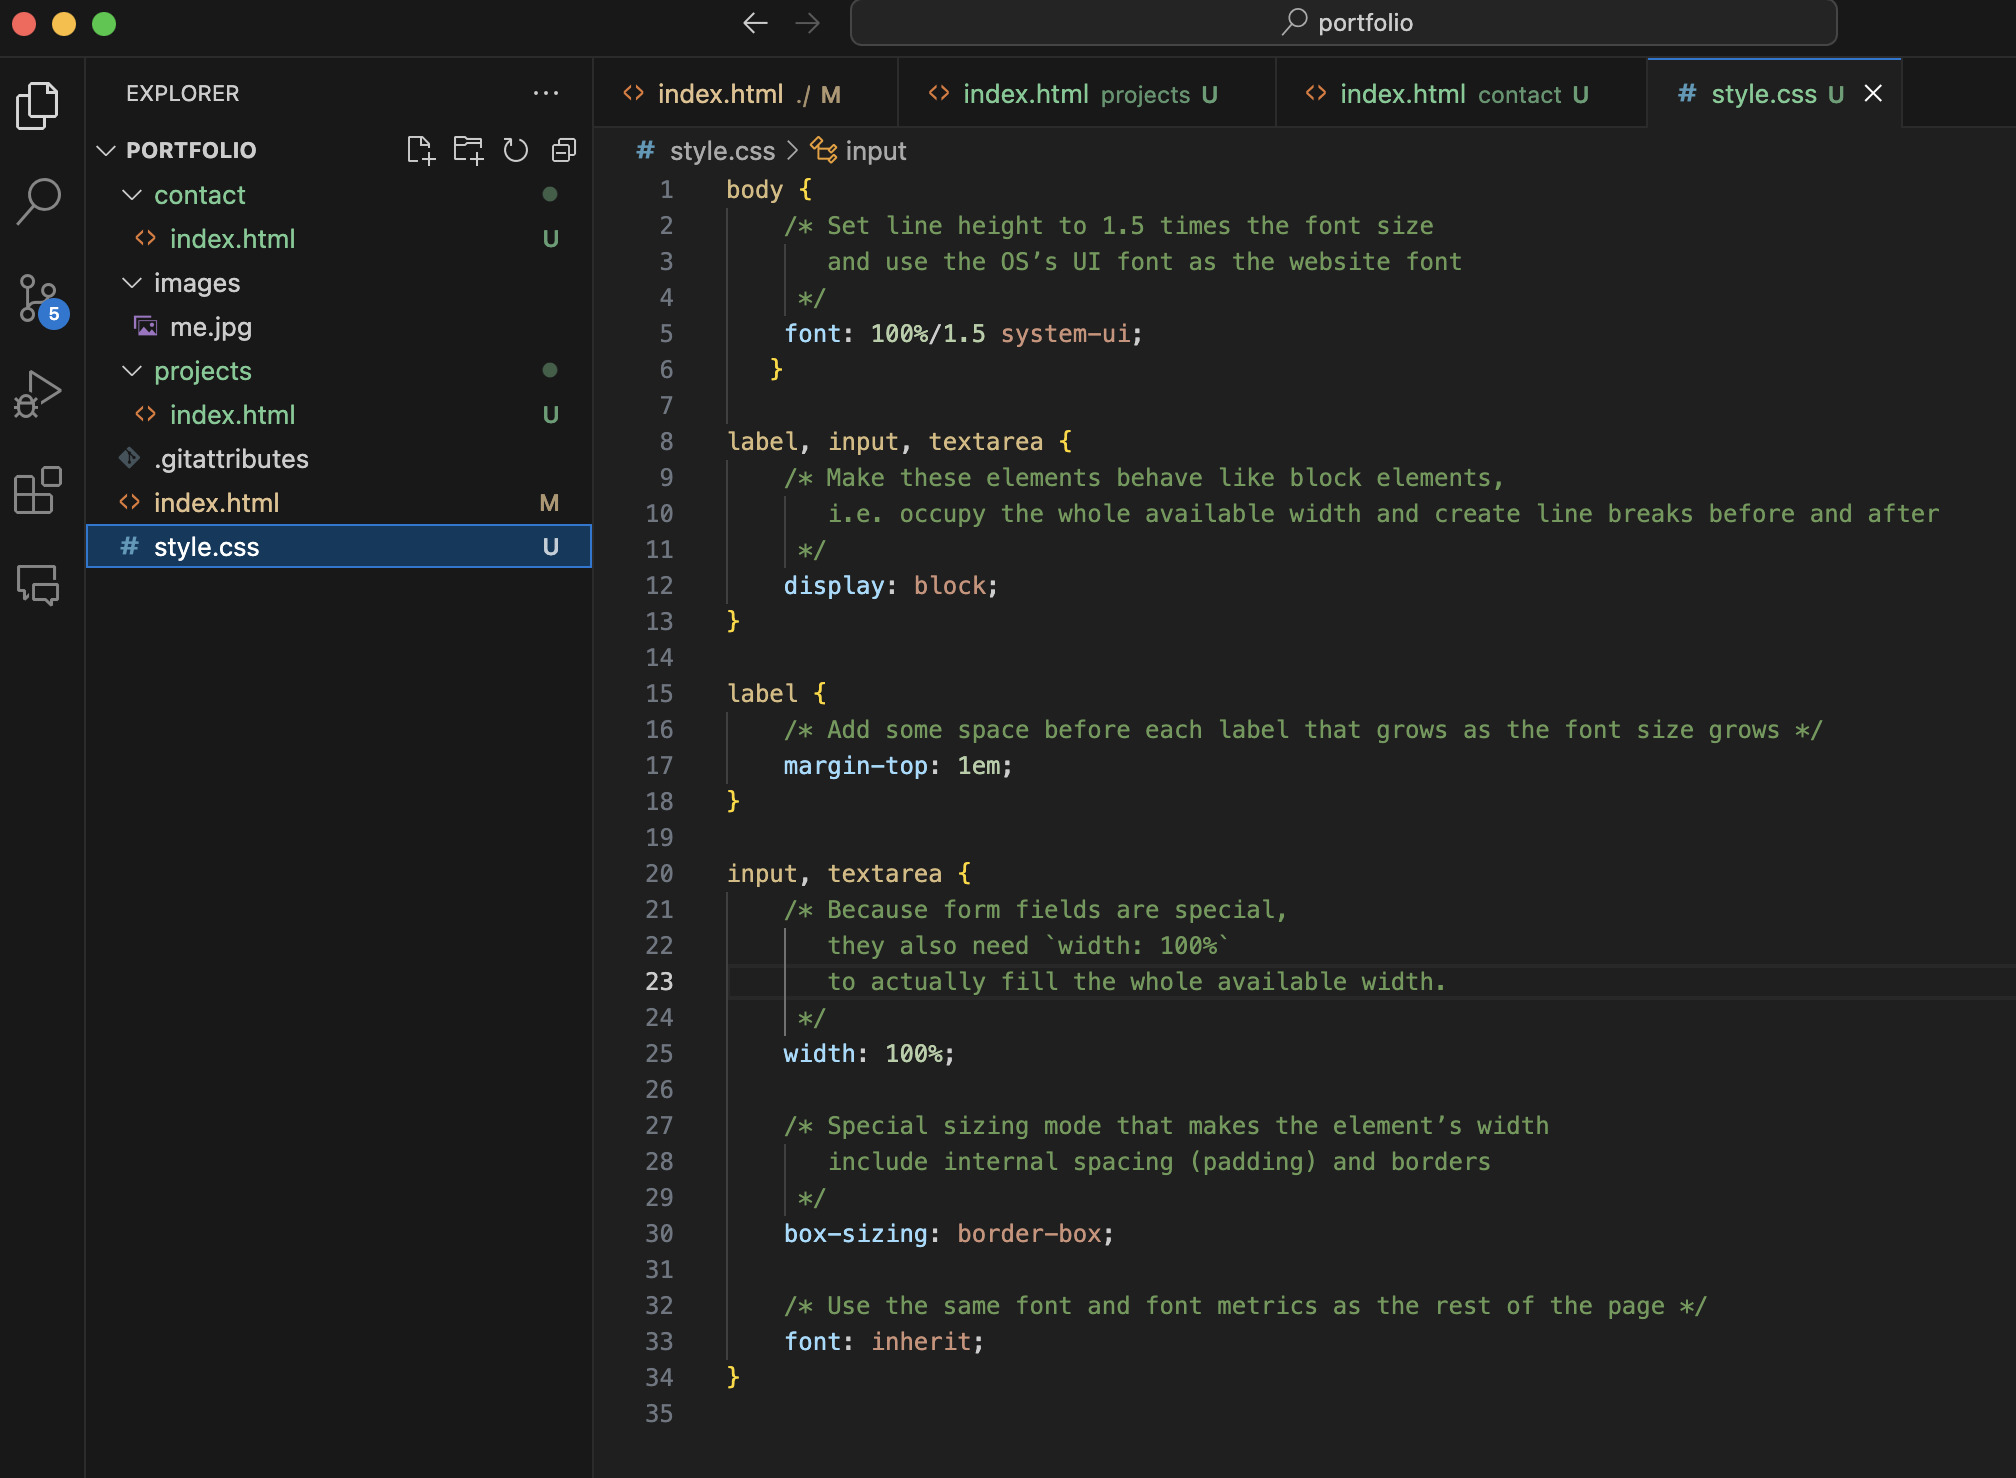 portfolio
EXPLORER
PORTFOLIO
contact
index.html U
images
me.jpg
projects
index.html U
.gitattributes
index.html M
style.css U
5
index.html ./ M
index.html projects U
index.html contact U
# style.css U
# style.css > input
1 body {
2 /* Set line height to 1.5 times the font size
3 and use the OS’s UI font as the website font
4 */
5 font: 100%/1.5 system-ui;
6 }
7
8 label, input, textarea {
9 /* Make these elements behave like block elements,
10 i.e. occupy the whole available width and create line breaks before and after
11 */
12 display: block;
13 }
14
15 label {
16 /* Add some space before each label that grows as the font size grows */
17 margin-top: 1em;
18 }
19
20 input, textarea {
21 /* Because form fields are special,
22 they also need `width: 100%`
23 to actually fill the whole available width.
24 */
25 width: 100%;
26
27 /* Special sizing mode that makes the element’s width
28 include internal spacing (padding) and borders
29 */
30 box-sizing: border-box;
31
32 /* Use the same font and font metrics as the rest of the page */
33 font: inherit;
34 }
35